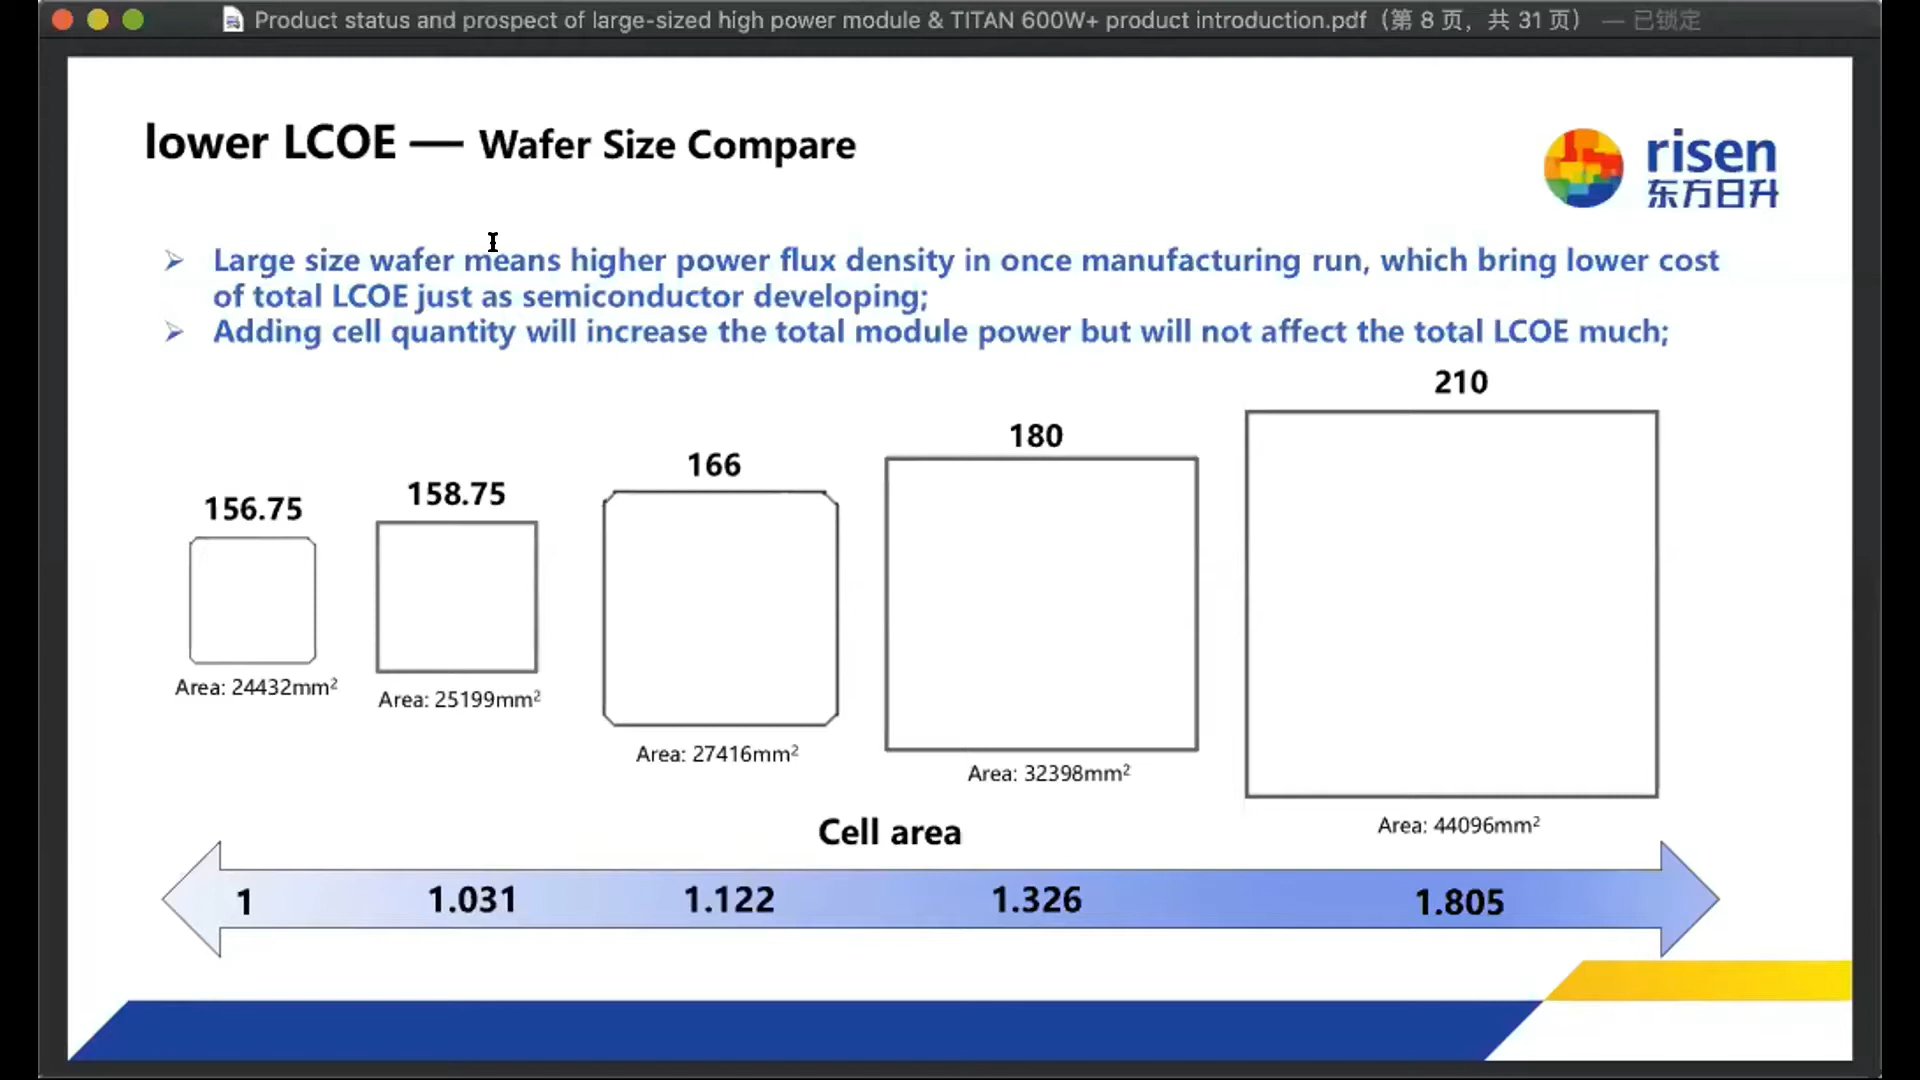 Product status and prospect of large-sized high power module & TITAN 600W+ product introduction.pdf（第 8 页，共 31 页） — 已锁定
lower LCOE — Wafer Size Compare
risen
东方日升
➢ Large size wafer means higher power flux density in once manufacturing run, which bring lower cost
of total LCOE just as semiconductor developing;
➢ Adding cell quantity will increase the total module power but will not affect the total LCOE much;
156.75
158.75
166
180
210
Area: 24432mm²
Area: 25199mm²
Area: 27416mm²
Area: 32398mm²
Area: 44096mm²
Cell area
1 1.031 1.122 1.326 1.805